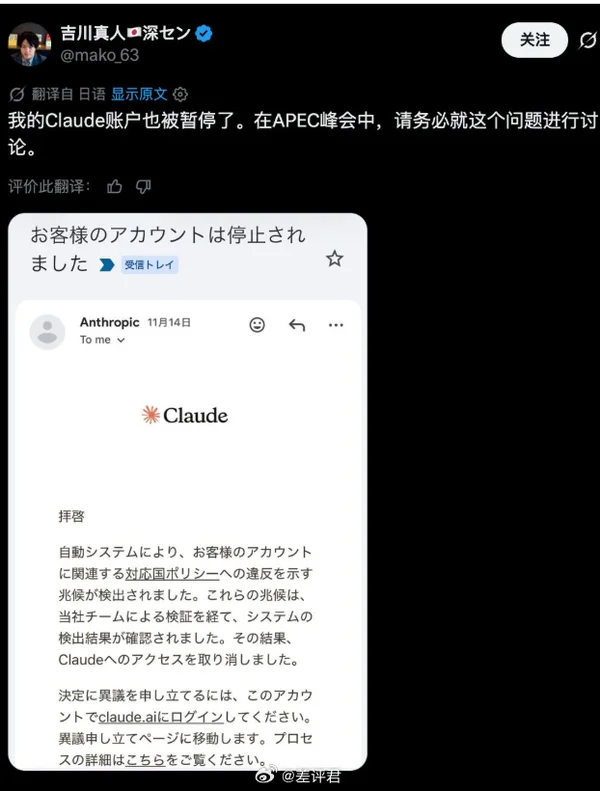 吉川真人🇯🇵深セン
@mako_63
关注
翻译自 日语 显示原文
我的Claude账户也被暂停了。在APEC峰会中，请务必就这个问题进行讨
论。
评价此翻译：
お客様のアカウントは停止され
ました 受信トレイ
Anthropic 11月14日
To me
Claude
拝啓
自動システムにより、お客様のアカウント
に関連する対応国ポリシーへの違反を示す
兆候が検出されました。これらの兆候は、
当社チームによる検証を経て、システムの
検出結果が確認されました。その結果、
Claudeへのアクセスを取り消しました。
決定に異議を申し立てるには、このアカウ
ントでclaude.aiにログインしてください。
異議申し立てページに移動します。プロセ
スの詳細はこちらをご覧ください。
@差评君